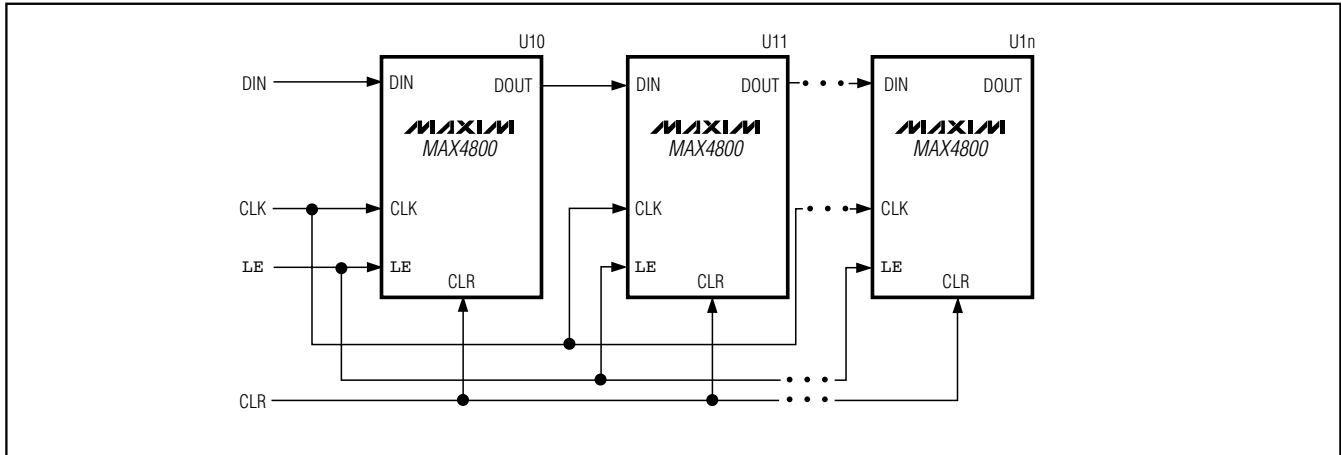 U10
U11
U1n
DIN
DIN
DOUT
DIN
DOUT
DIN
DOUT
MAXIM
MAX4800
MAXIM
MAX4800
MAXIM
MAX4800
CLK
CLK
CLK
CLK
LE
LE
LE
LE
CLR
CLR
CLR
CLR